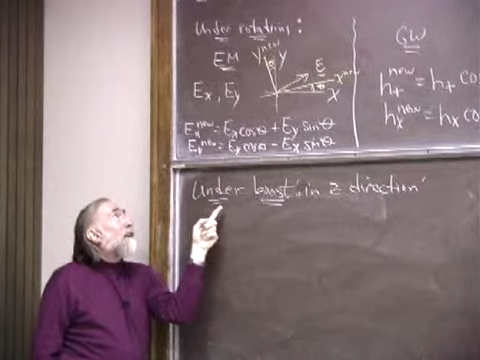 Under rotations:
EM
y new
y
E
x new
θ
x
Ex, Ey
Ex^new = Ex cosθ + Ey sinθ
Ey^new = Ey cosθ - Ex sinθ
GW
h+^new = h+ cos
hx^new = hx co
Under boost in z direction